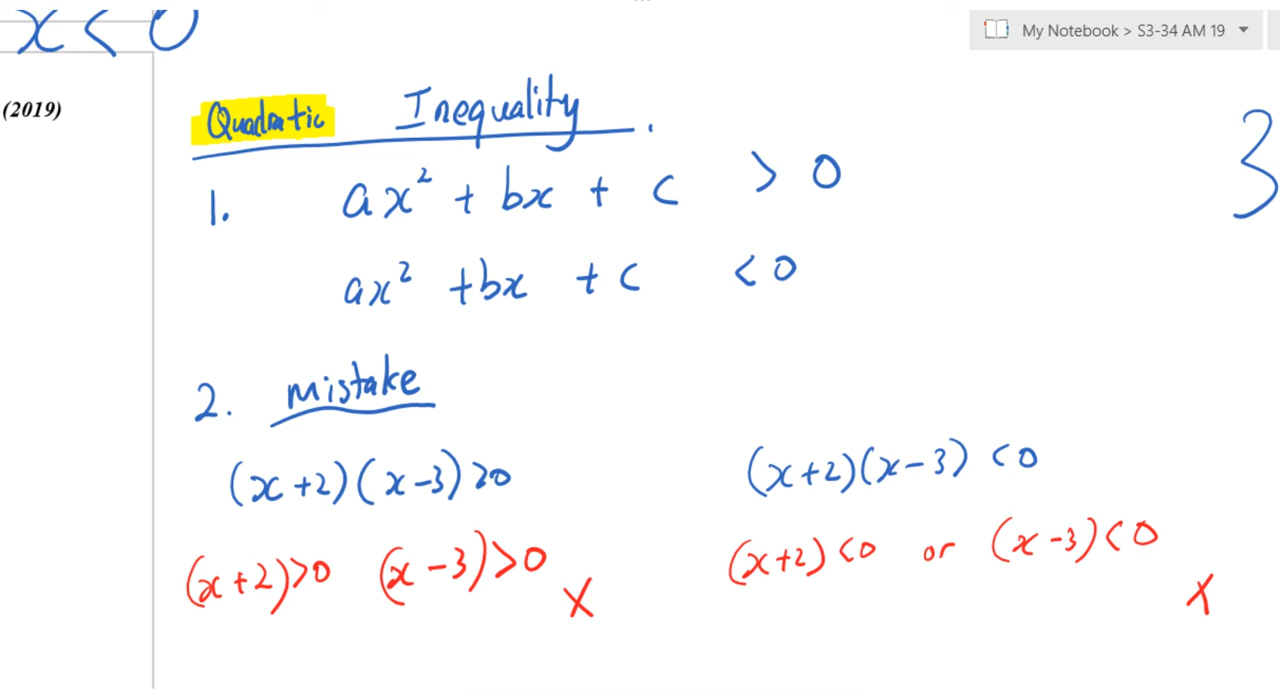 x < 0
My Notebook > S3-34 AM 19
(2019)
Quadratic Inequality.
3
1. ax² + bx + c > 0
ax² + bx + c < 0
2. mistake
(x+2)(x-3) >0 (x+2)(x-3) <0
(x+2)>0 (x-3)>0 X (x+2) <0 or (x-3)<0 X